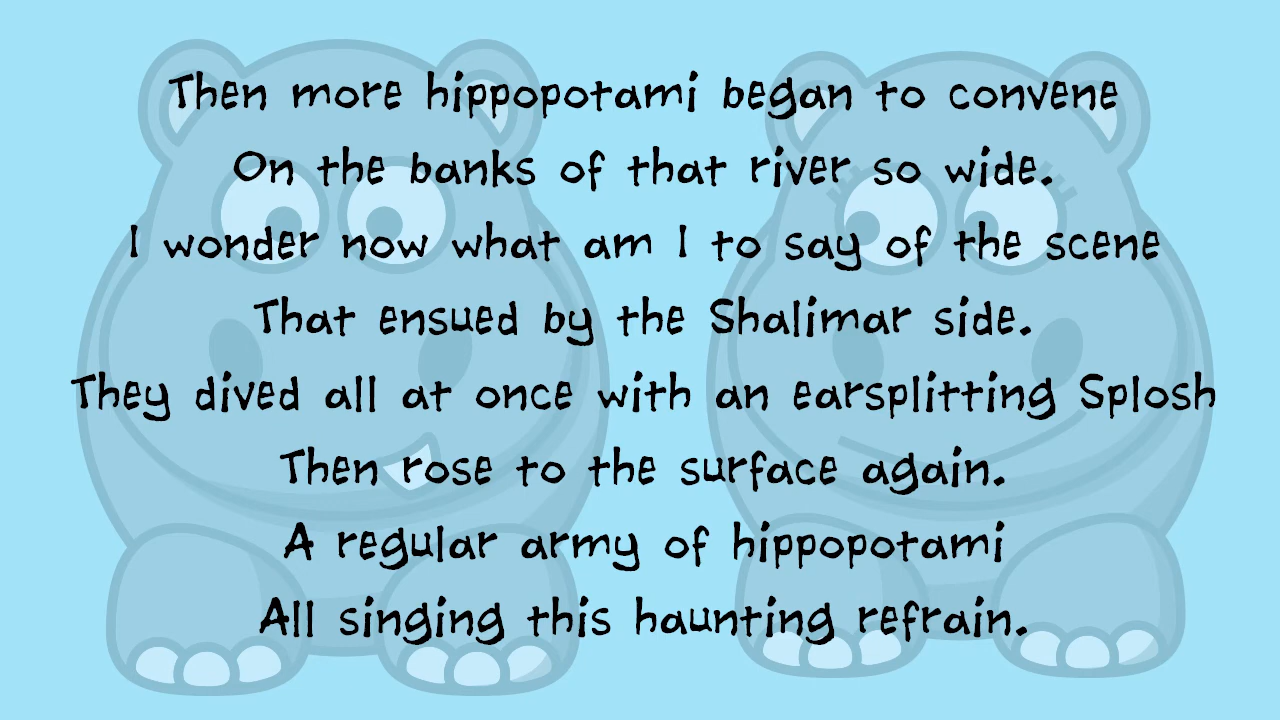 Then more hippopotami began to convene
On the banks of that river so wide.
I wonder now what am I to say of the scene
That ensued by the Shalimar side.
They dived all at once with an earsplitting Splosh
Then rose to the surface again.
A regular army of hippopotami
All singing this haunting refrain.